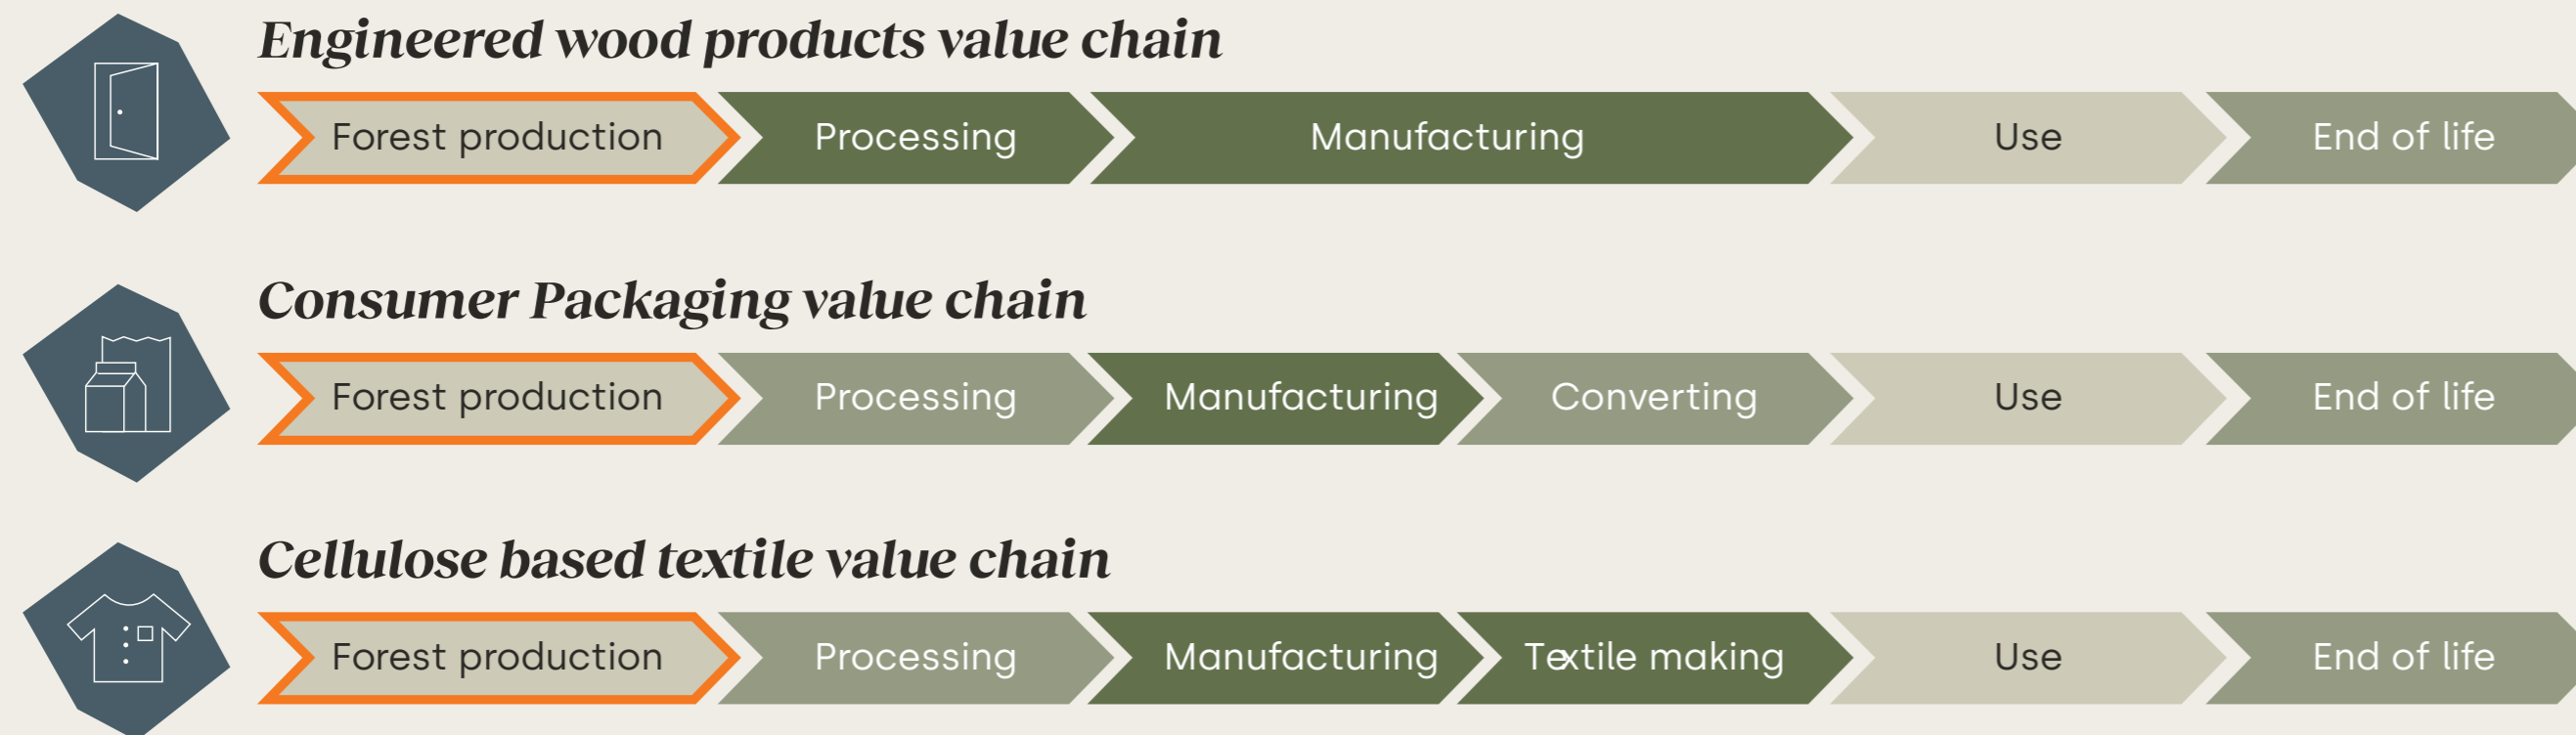 Engineered wood products value chain
Forest production Processing Manufacturing Use End of life
Consumer Packaging value chain
Forest production Processing Manufacturing Converting Use End of life
Cellulose based textile value chain
Forest production Processing Manufacturing Textile making Use End of life